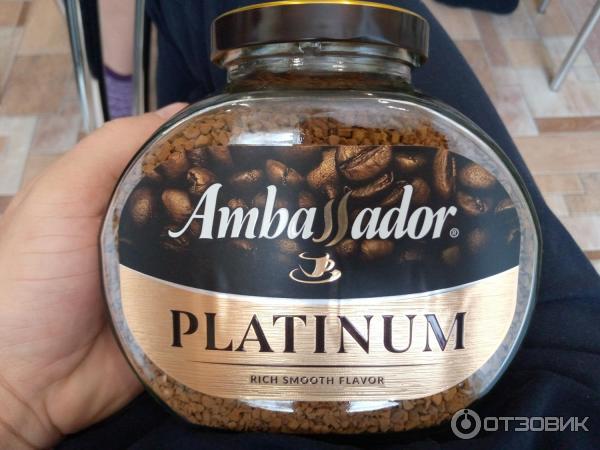 Ambassador®
PLATINUM
RICH SMOOTH FLAVOR
ОТЗОВИК